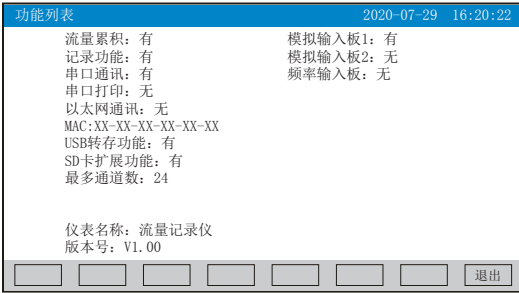 功能列表 2020-07-29 16:20:22
流量累积：有 模拟输入板1：有
记录功能：有 模拟输入板2：无
串口通讯：有 频率输入板：无
串口打印：无
以太网通讯：无
MAC:XX-XX-XX-XX-XX-XX
USB转存功能：有
SD卡扩展功能：有
最多通道数：24
仪表名称：流量记录仪
版本号：V1.00
退出